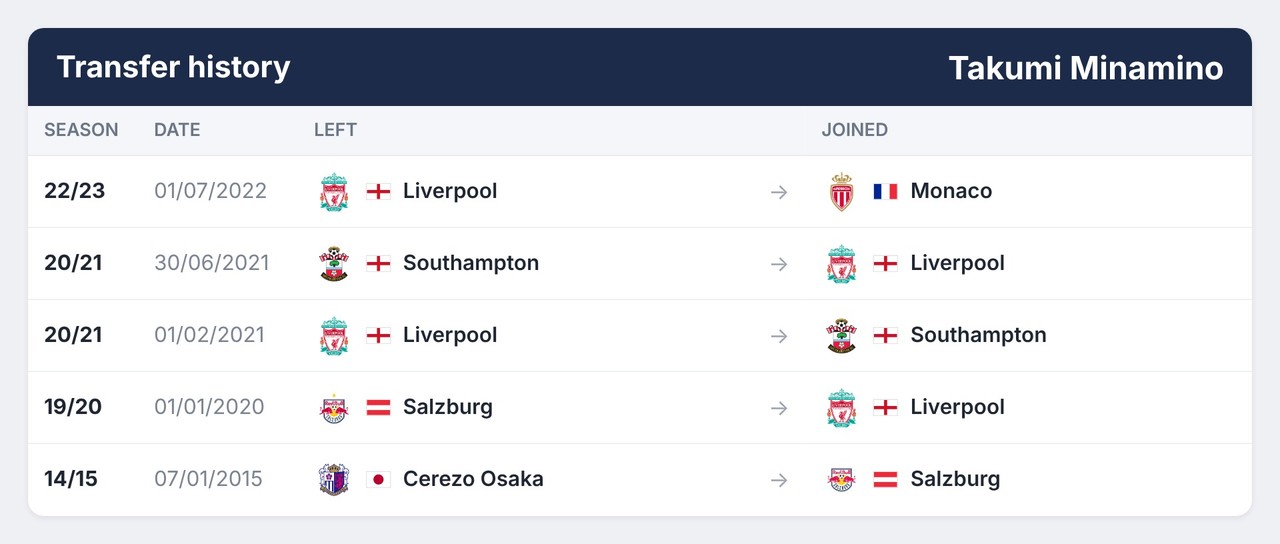 Transfer history Takumi Minamino
SEASON DATE LEFT JOINED
22/23 01/07/2022 Liverpool → Monaco
20/21 30/06/2021 Southampton → Liverpool
20/21 01/02/2021 Liverpool → Southampton
19/20 01/01/2020 Salzburg → Liverpool
14/15 07/01/2015 Cerezo Osaka → Salzburg